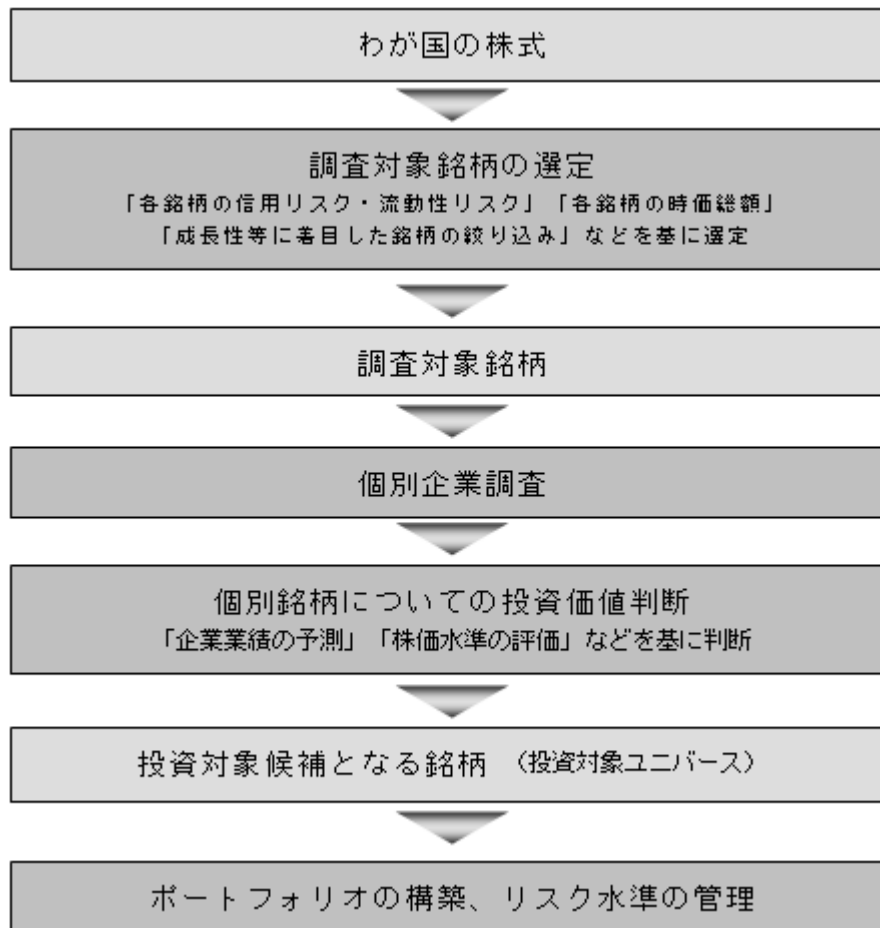 わが国の株式
調査対象銘柄の選定
「各銘柄の信用リスク・流動性リスク」「各銘柄の時価総額」
「成長性等に着目した銘柄の絞り込み」などを基に選定
調査対象銘柄
個別企業調査
個別銘柄についての投資価値判断
「企業業績の予測」「株価水準の評価」などを基に判断
投資対象候補となる銘柄 (投資対象ユニバース)
ポートフォリオの構築、リスク水準の管理